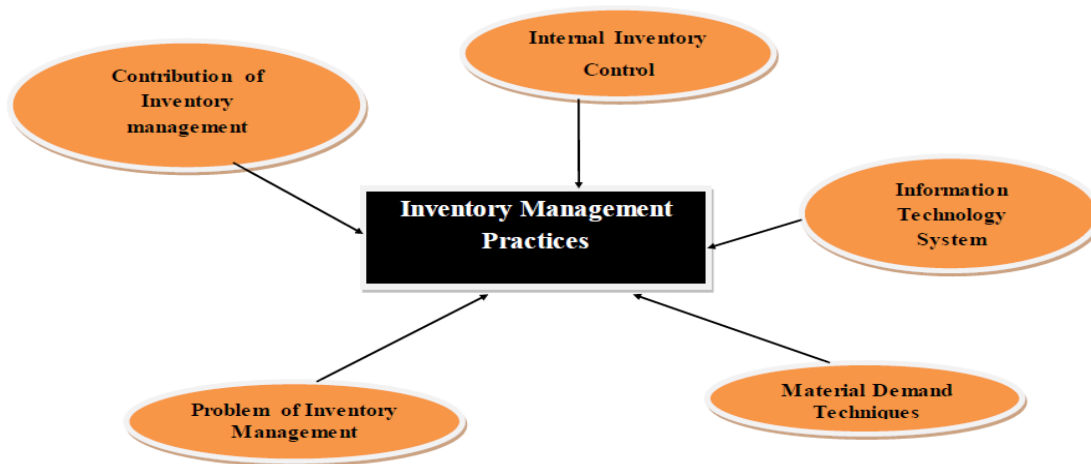 Internal Inventory
Control
Contribution of
Inventory
management
Information
Technology
System
Inventory Management
Practices
Material Demand
Techniques
Problem of Inventory
Management